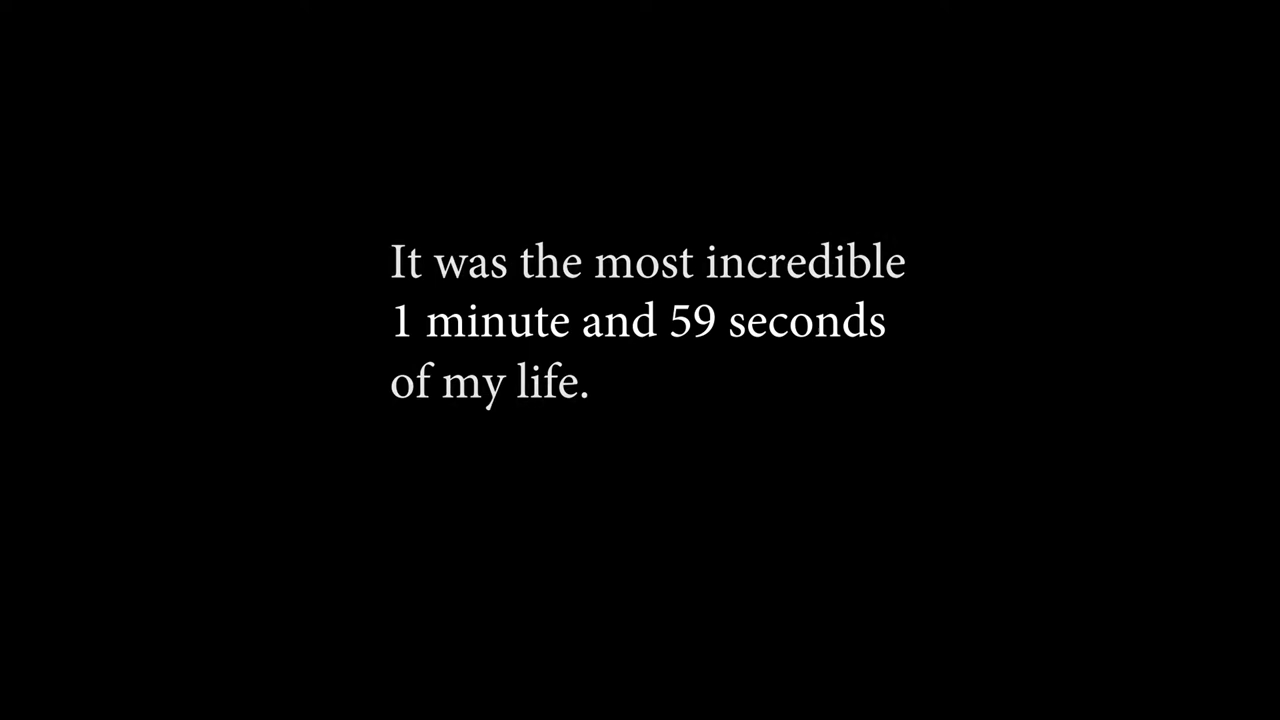 It was the most incredible
1 minute and 59 seconds
of my life.